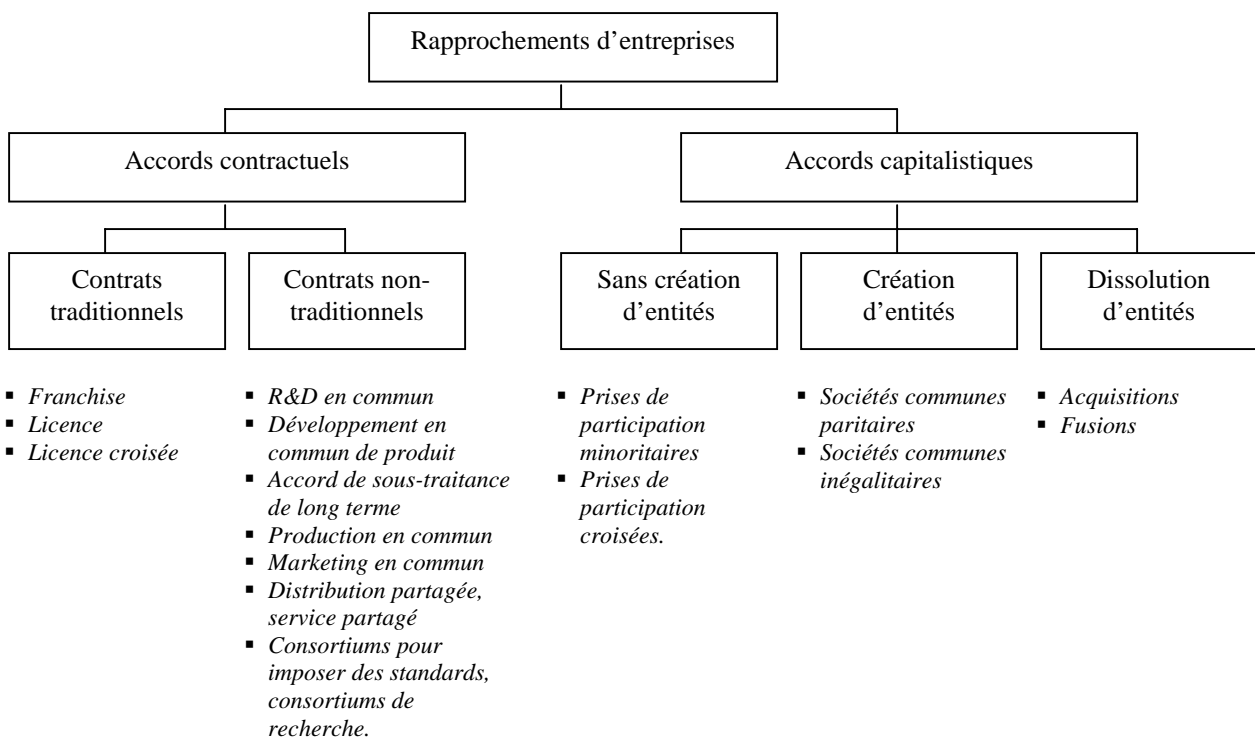 Rapprochements d’entreprises
Accords contractuels
Accords capitalistiques
Contrats
traditionnels
Contrats non-
traditionnels
Sans création
d’entités
Création
d’entités
Dissolution
d’entités
▪ Franchise
▪ Licence
▪ Licence croisée
▪ R&D en commun
▪ Développement en
commun de produit
▪ Accord de sous-traitance
de long terme
▪ Production en commun
▪ Marketing en commun
▪ Distribution partagée,
service partagé
▪ Consortiums pour
imposer des standards,
consortiums de
recherche.
▪ Prises de
participation
minoritaires
▪ Prises de
participation
croisées.
▪ Sociétés communes
paritaires
▪ Sociétés communes
inégalitaires
▪ Acquisitions
▪ Fusions